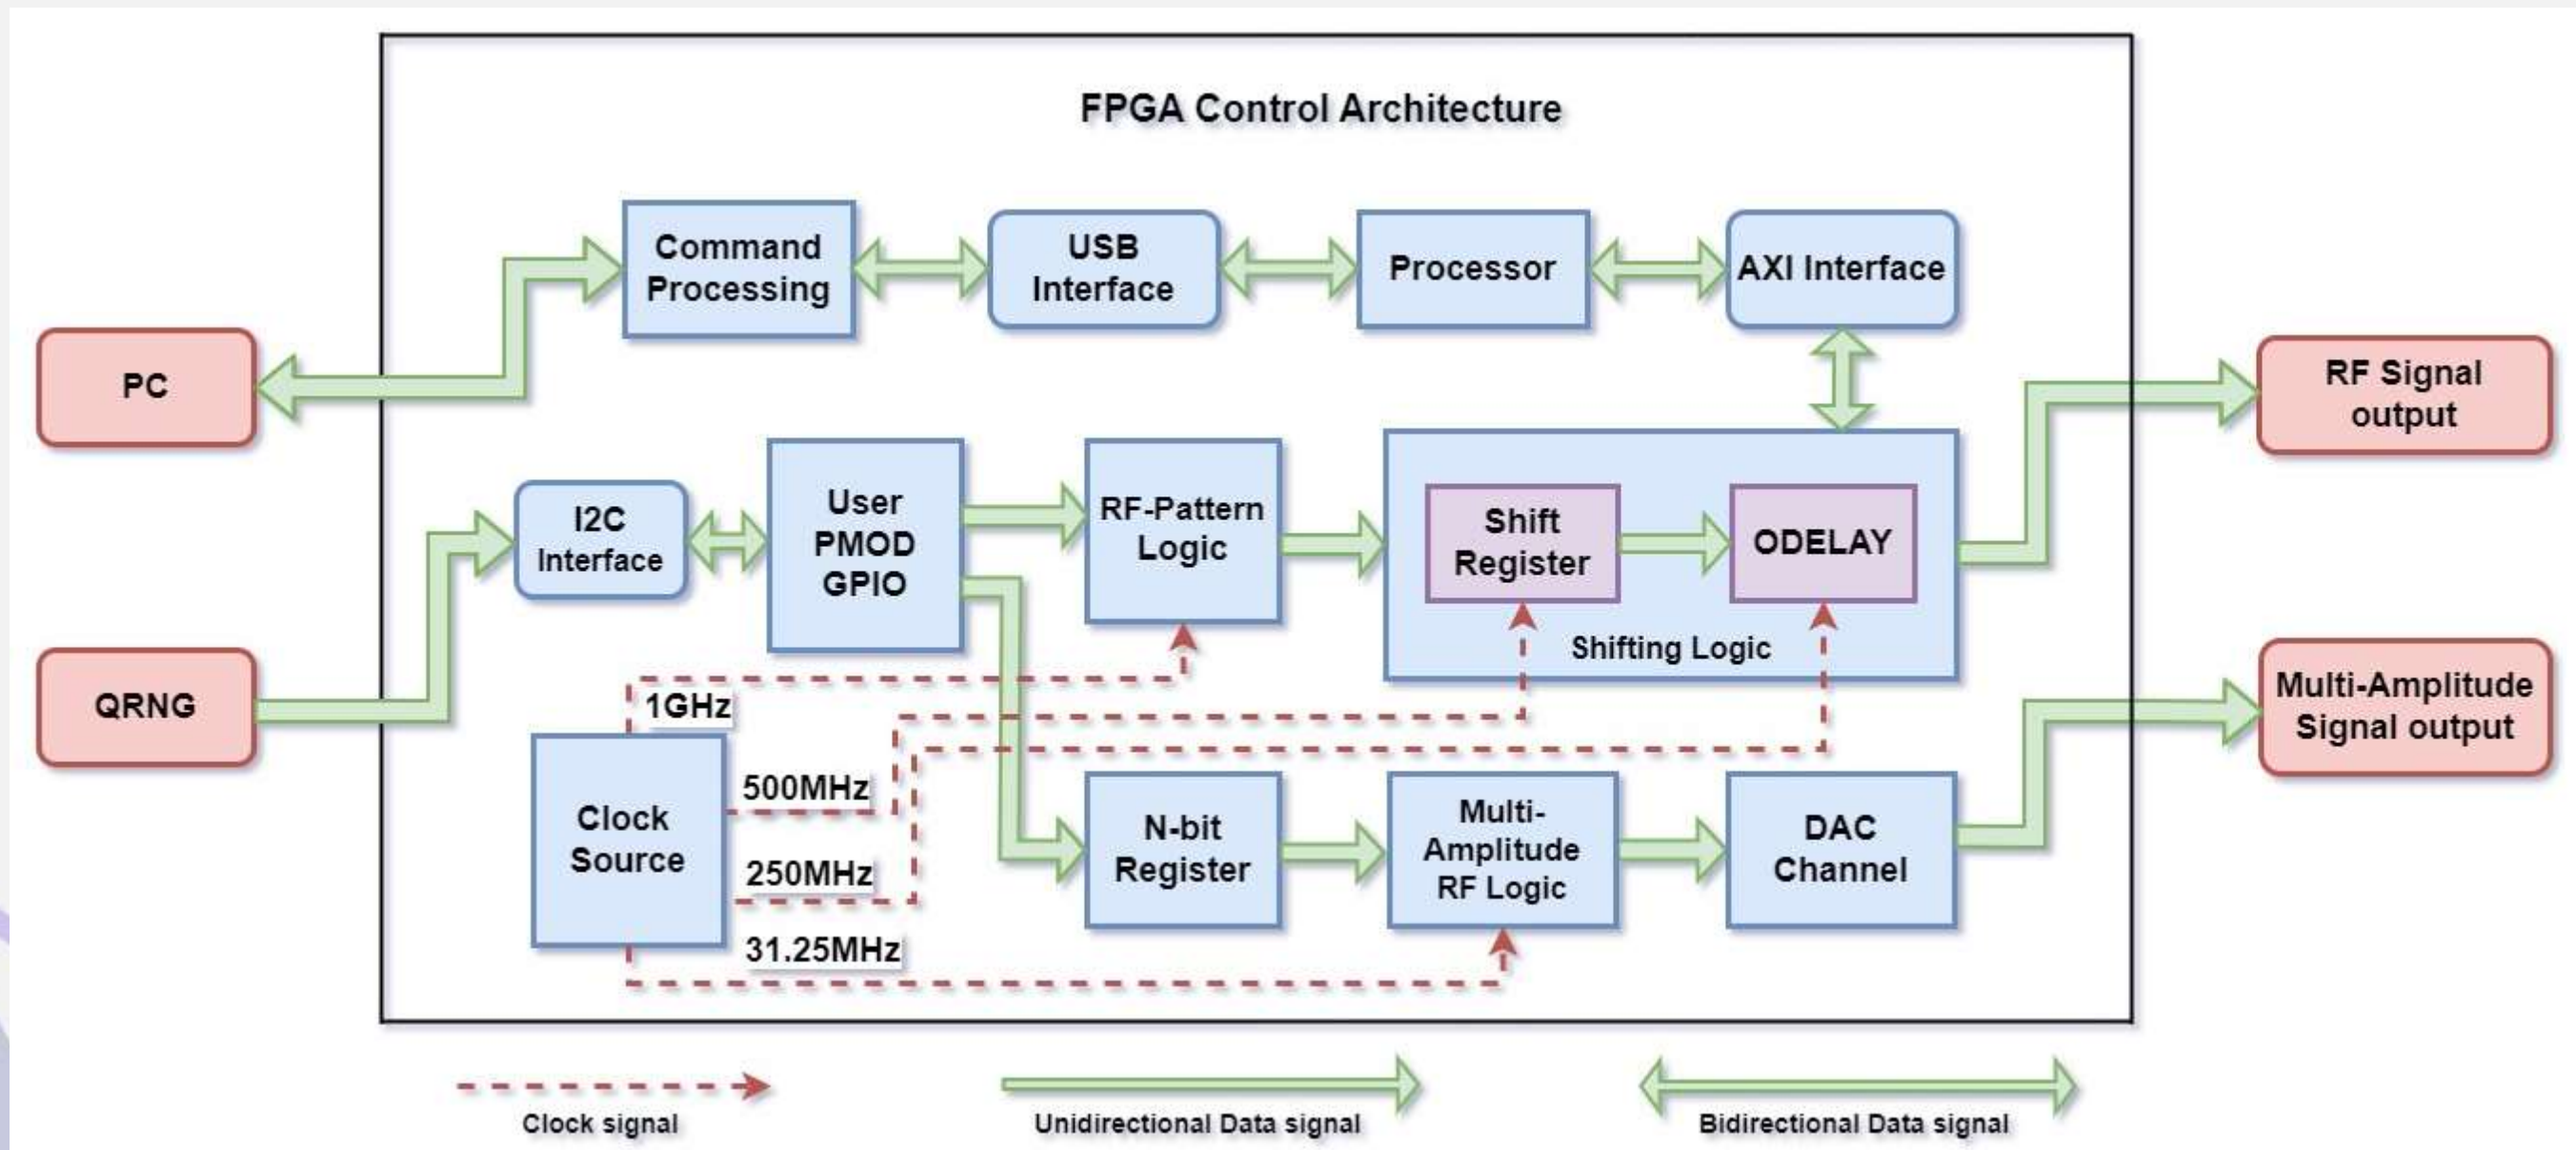 FPGA Control Architecture
Command
Processing
USB
Interface
Processor
AXI Interface
PC
RF Signal
output
I2C
Interface
User
PMOD
GPIO
RF-Pattern
Logic
Shift
Register
ODELAY
Shifting Logic
QRNG
1GHz
Multi-Amplitude
Signal output
Clock
Source
500MHz
250MHz
31.25MHz
N-bit
Register
Multi-
Amplitude
RF Logic
DAC
Channel
Clock signal
Unidirectional Data signal
Bidirectional Data signal